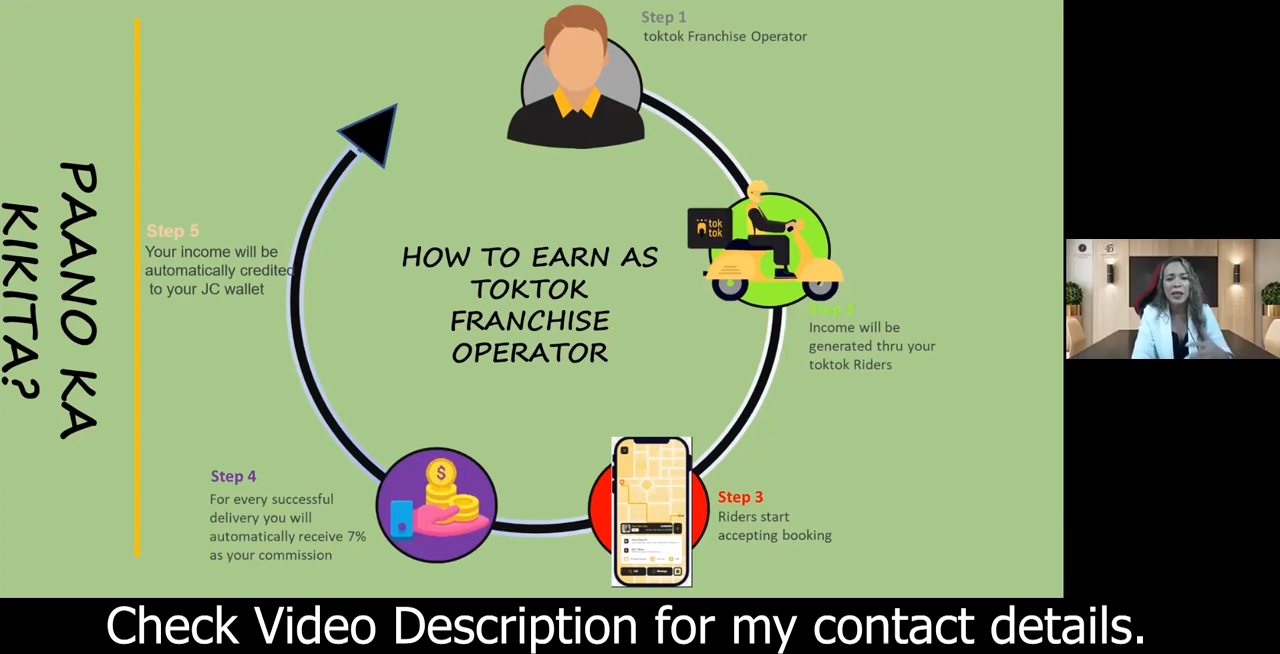 PAANO KA
KIKITA?
Step 1
toktok Franchise Operator
tok
tok
Step 2
Income will be
generated thru your
toktok Riders
HOW TO EARN AS
TOKTOK
FRANCHISE
OPERATOR
Step 3
Riders start
accepting booking
Step 4
For every successful
delivery you will
automatically receive 7%
as your commission
Step 5
Your income will be
automatically credited
to your JC wallet
Check Video Description for my contact details.